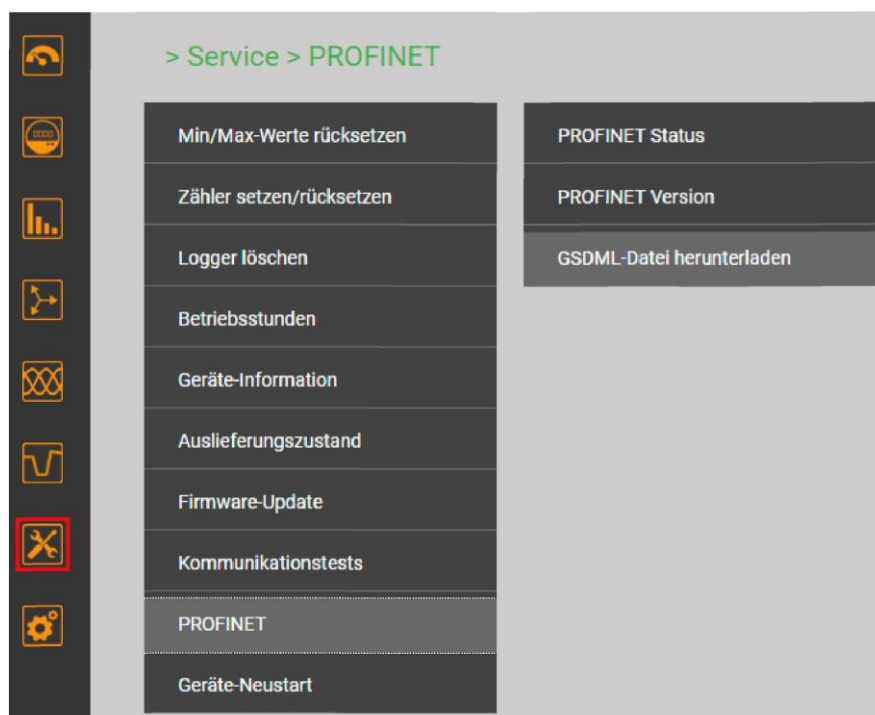 > Service > PROFINET
Min/Max-Werte rücksetzen
Zähler setzen/rücksetzen
Logger löschen
Betriebsstunden
Geräte-Information
Auslieferungszustand
Firmware-Update
Kommunikationstests
PROFINET
Geräte-Neustart
PROFINET Status
PROFINET Version
GSDML-Datei herunterladen